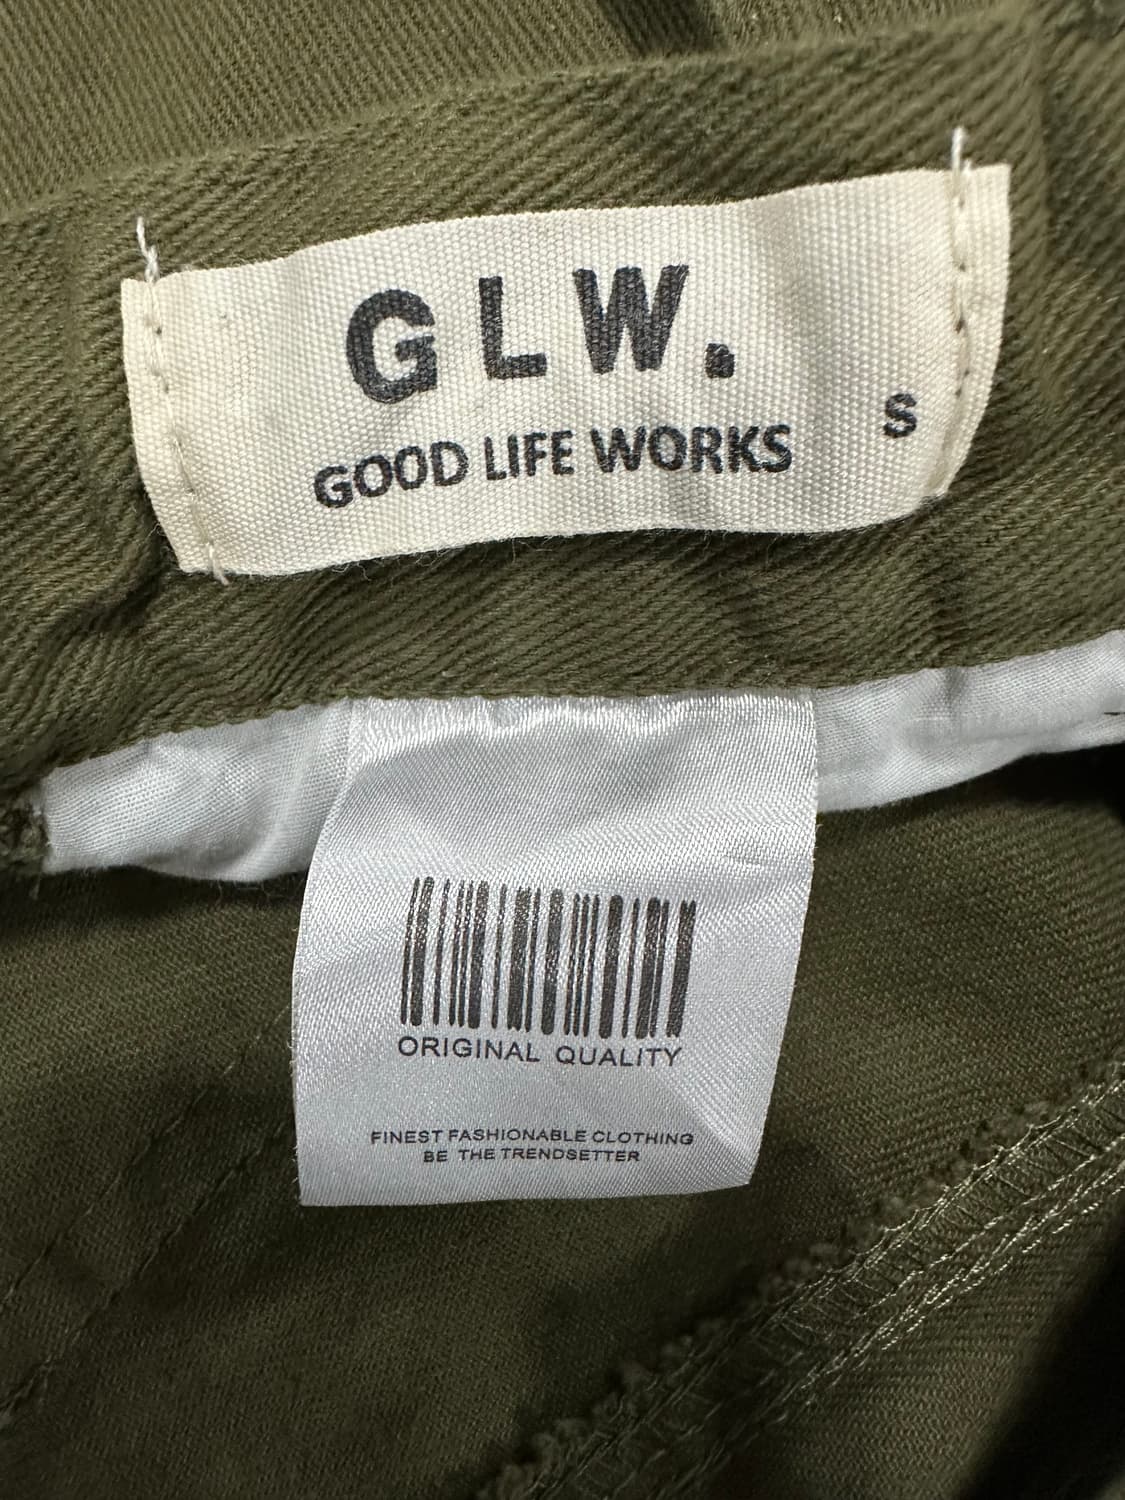 GLW.
GOOD LIFE WORKS
S
ORIGINAL QUALITY
FINEST FASHIONABLE CLOTHING
BE THE TRENDSETTER